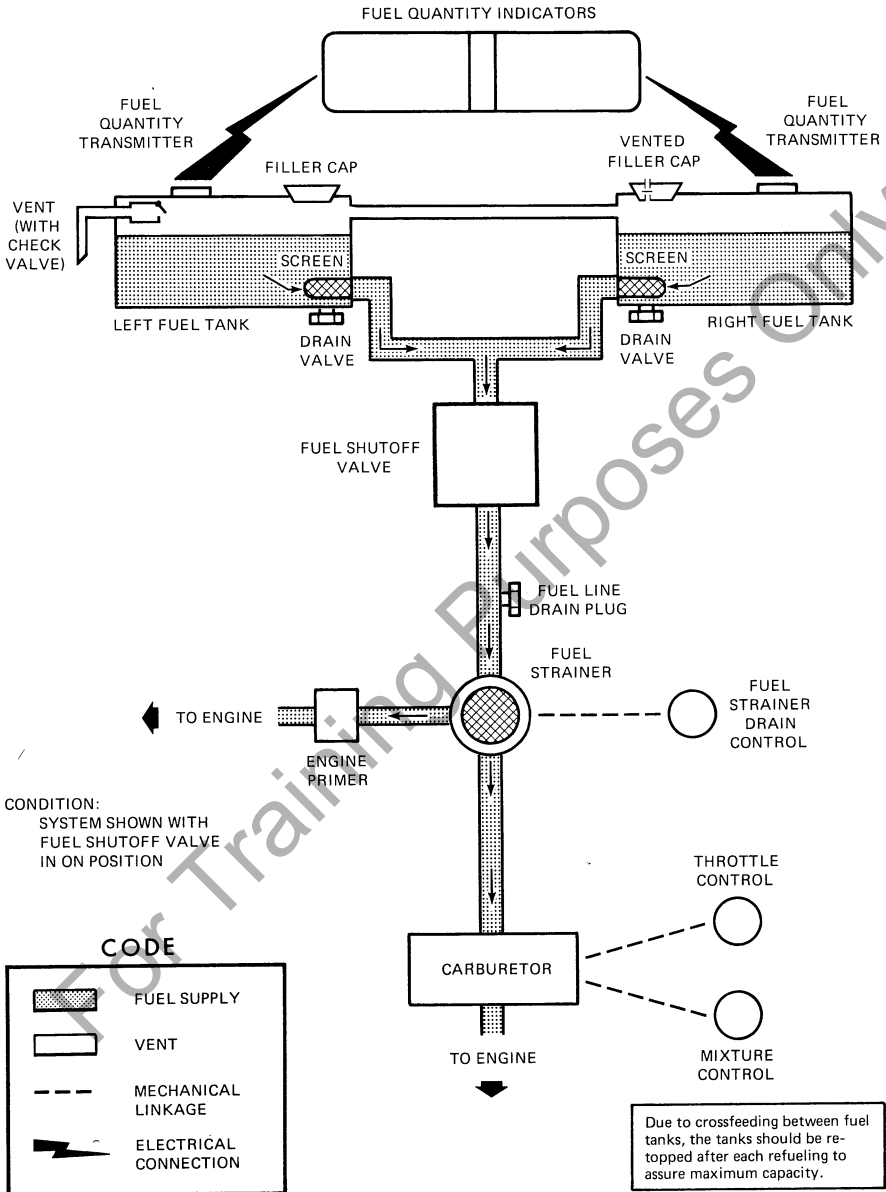 FUEL QUANTITY INDICATORS
FUEL
QUANTITY
TRANSMITTER
FUEL
QUANTITY
TRANSMITTER
FILLER CAP
VENTED
FILLER CAP
VENT
(WITH
CHECK
VALVE)
SCREEN
SCREEN
LEFT FUEL TANK
RIGHT FUEL TANK
DRAIN
VALVE
DRAIN
VALVE
FUEL SHUTOFF
VALVE
FUEL LINE
DRAIN PLUG
FUEL
STRAINER
FUEL
STRAINER
DRAIN
CONTROL
TO ENGINE
ENGINE
PRIMER
CONDITION:
SYSTEM SHOWN WITH
FUEL SHUTOFF VALVE
IN ON POSITION
THROTTLE
CONTROL
CARBURETOR
TO ENGINE
MIXTURE
CONTROL
CODE
FUEL SUPPLY
VENT
MECHANICAL
LINKAGE
ELECTRICAL
CONNECTION
Due to crossfeeding between fuel
tanks, the tanks should be re-
topped after each refueling to
assure maximum capacity.
For Training Purposes Only